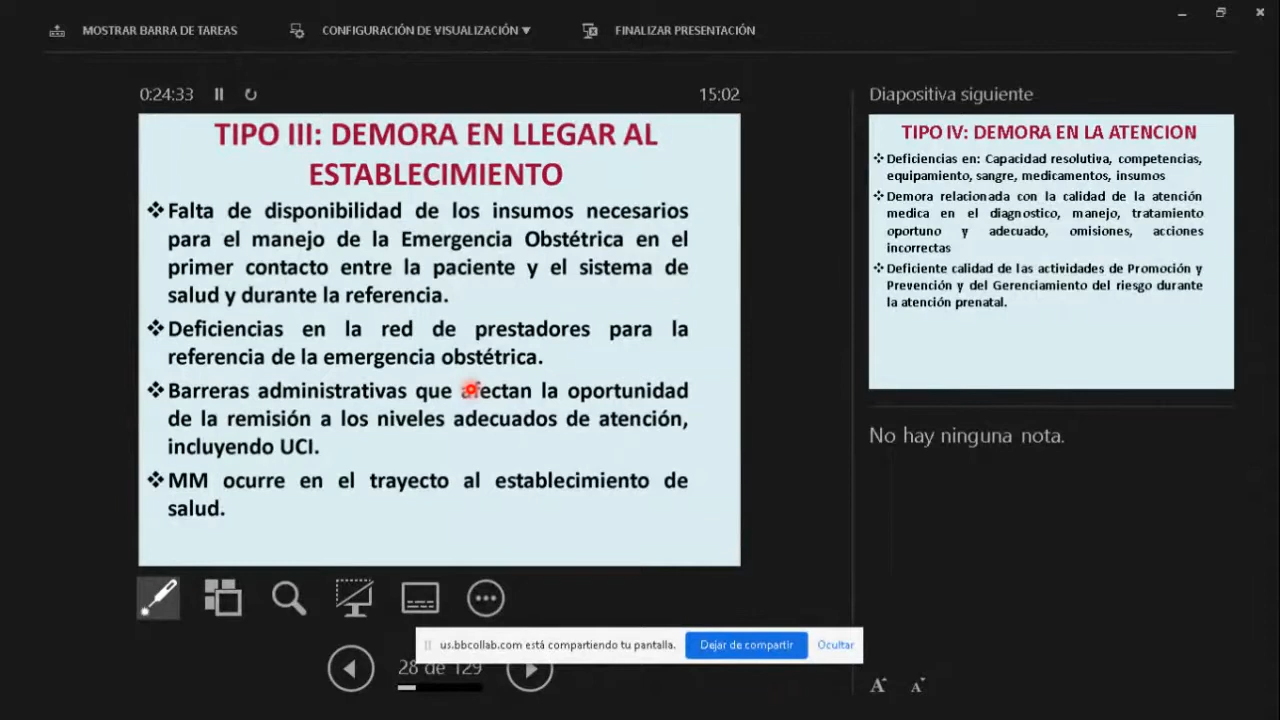 MOSTRAR BARRA DE TAREAS
CONFIGURACIÓN DE VISUALIZACIÓN ▼
FINALIZAR PRESENTACIÓN
0:24:33
15:02
TIPO III: DEMORA EN LLEGAR AL
ESTABLECIMIENTO
❖Falta de disponibilidad de los insumos necesarios
para el manejo de la Emergencia Obstétrica en el
primer contacto entre la paciente y el sistema de
salud y durante la referencia.
❖Deficiencias en la red de prestadores para la
referencia de la emergencia obstétrica.
❖Barreras administrativas que afectan la oportunidad
de la remisión a los niveles adecuados de atención,
incluyendo UCI.
❖MM ocurre en el trayecto al establecimiento de
salud.
Diapositiva siguiente
TIPO IV: DEMORA EN LA ATENCION
❖Deficiencias en: Capacidad resolutiva, competencias,
equipamiento, sangre, medicamentos, insumos
❖Demora relacionada con la calidad de la atención
medica en el diagnostico, manejo, tratamiento
oportuno y adecuado, omisiones, acciones
incorrectas
❖Deficiente calidad de las actividades de Promoción y
Prevención y del Gerenciamiento del riesgo durante
la atención prenatal.
No hay ninguna nota.
us.bbcollab.com está compartiendo tu pantalla.
Dejar de compartir
Ocultar
28 de 129
A A